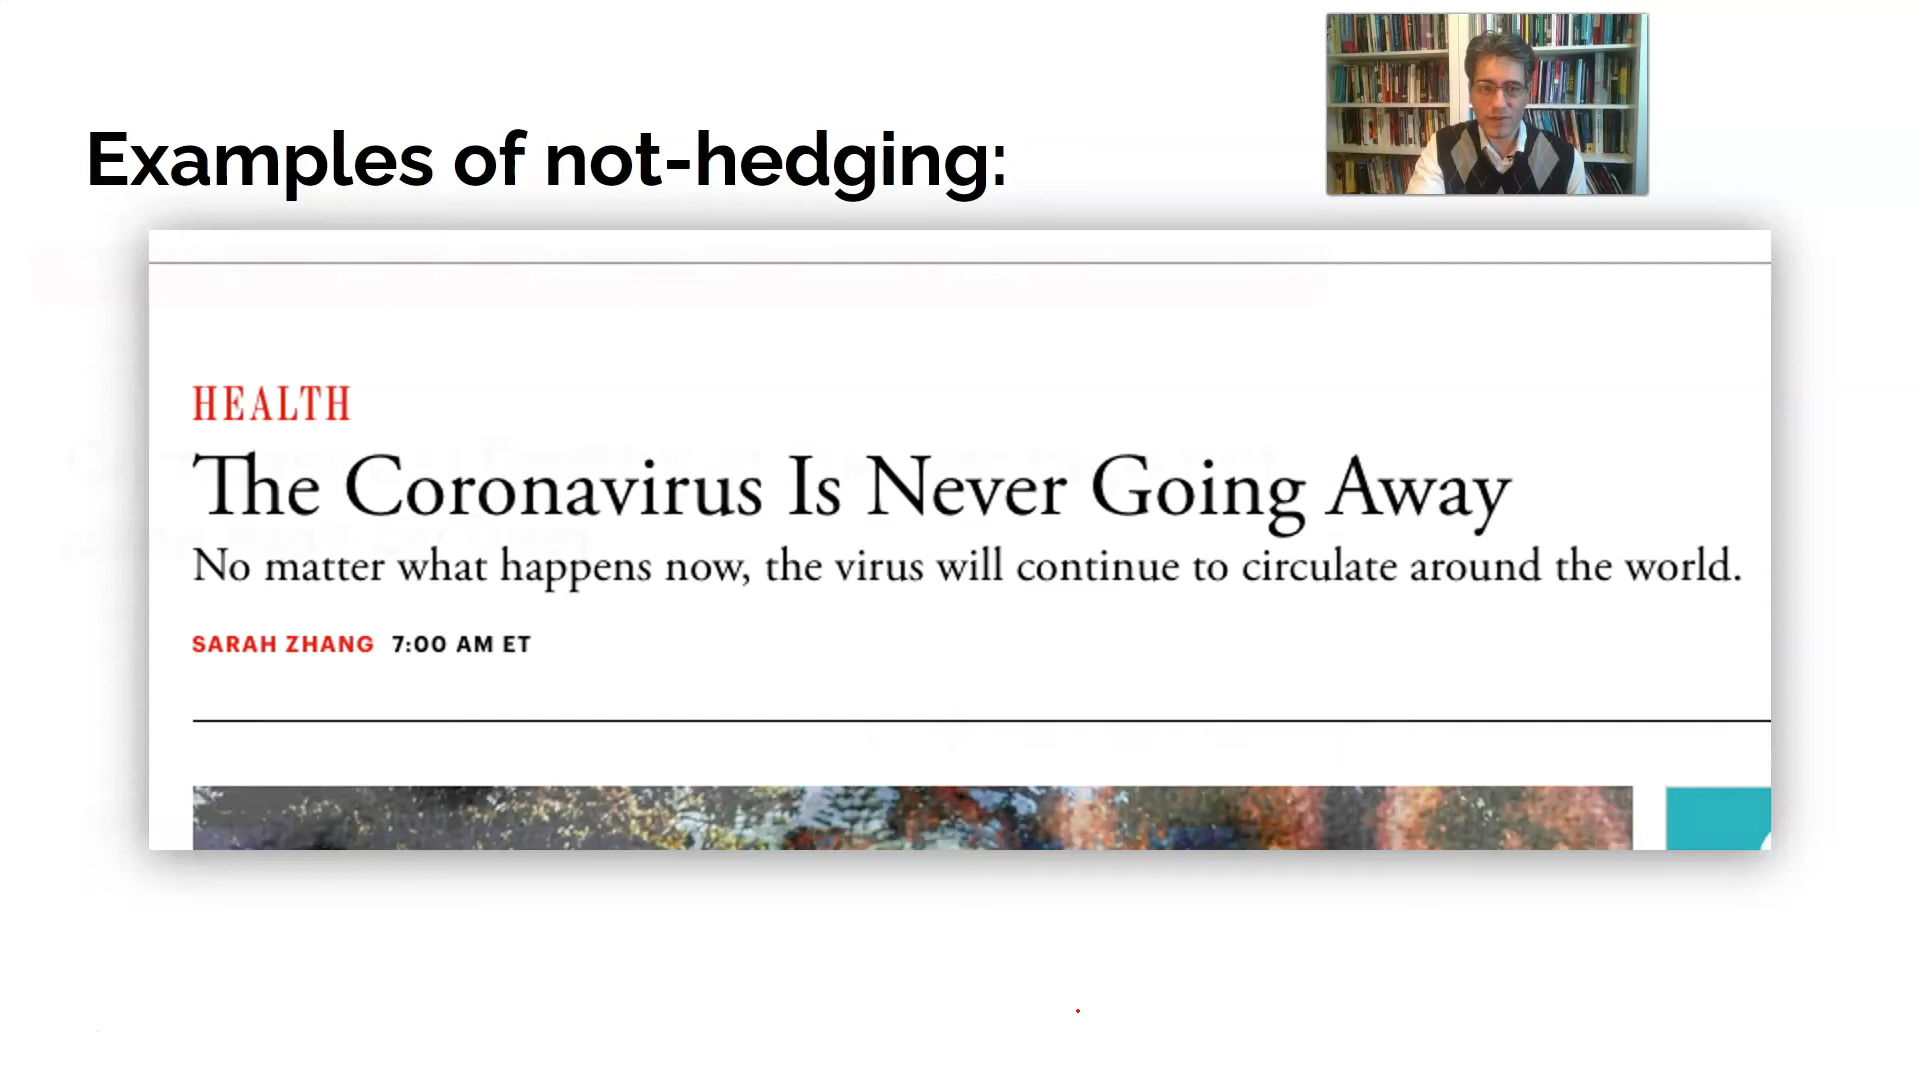 Examples of not-hedging:
HEALTH
The Coronavirus Is Never Going Away
No matter what happens now, the virus will continue to circulate around the world.
SARAH ZHANG 7:00 AM ET